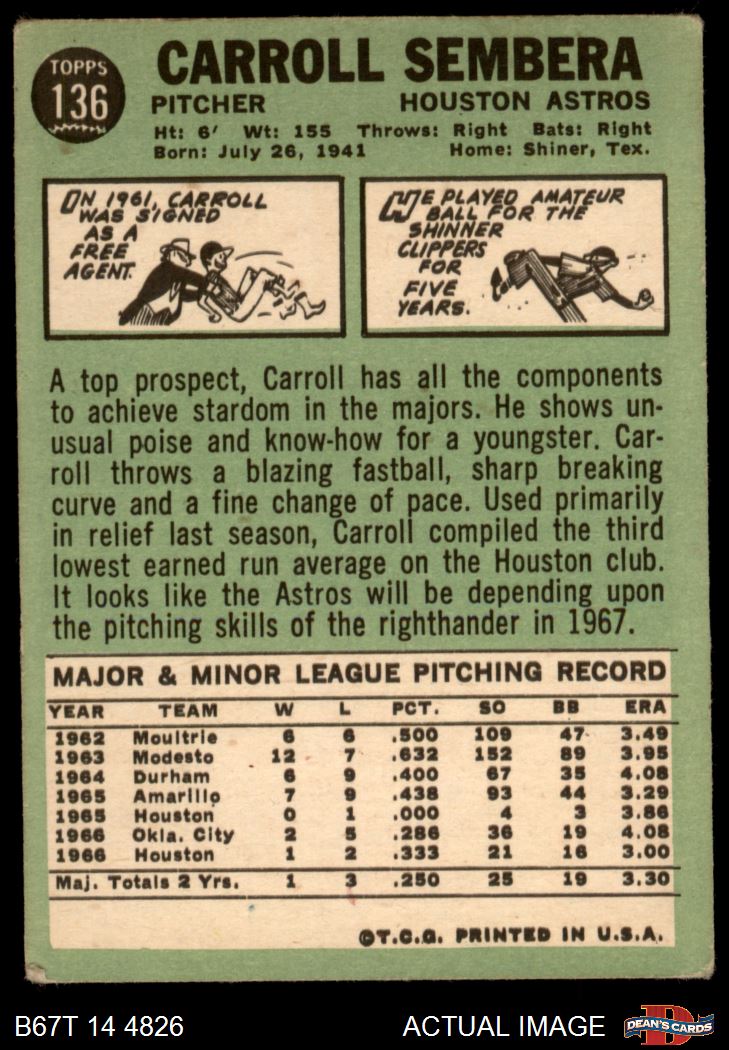 TOPPS
136
CARROLL SEMBERA
PITCHER HOUSTON ASTROS
Ht: 6' Wt: 155 Throws: Right Bats: Right
Born: July 26, 1941 Home: Shiner, Tex.
IN 1961, CARROLL
WAS SIGNED
AS A
FREE
AGENT.
HE PLAYED AMATEUR
BALL FOR THE
SHINNER
CLIPPERS
FOR
FIVE
YEARS.
A top prospect, Carroll has all the components
to achieve stardom in the majors. He shows un-
usual poise and know-how for a youngster. Car-
roll throws a blazing fastball, sharp breaking
curve and a fine change of pace. Used primarily
in relief last season, Carroll compiled the third
lowest earned run average on the Houston club.
It looks like the Astros will be depending upon
the pitching skills of the righthander in 1967.
MAJOR & MINOR LEAGUE PITCHING RECORD
YEAR TEAM W L PCT. SO BB ERA
1962 Moultrie 6 6 .500 109 47 3.49
1963 Modesto 12 7 .632 152 89 3.95
1964 Durham 6 9 .400 67 35 4.08
1965 Amarillo 7 9 .438 93 44 3.29
1965 Houston 0 1 .000 4 3 3.86
1966 Okla. City 2 5 .286 36 19 4.08
1966 Houston 1 2 .333 21 16 3.00
Maj. Totals 2 Yrs. 1 3 .250 25 19 3.30
©T.C.G. PRINTED IN U.S.A.
B67T 14 4826 ACTUAL IMAGE
D
DEAN'S CARDS